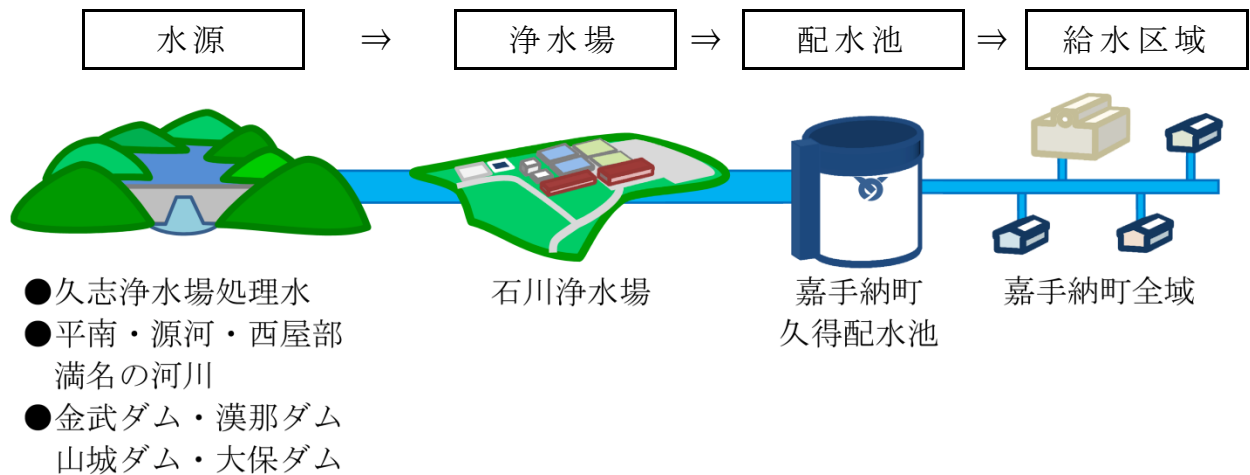 水源 ⇒ 浄水場 ⇒ 配水池 ⇒ 給水区域
●久志浄水場処理水
●平南・源河・西屋部
満名の河川
●金武ダム・漢那ダム
山城ダム・大保ダム
石川浄水場
嘉手納町
久得配水池
嘉手納町全域